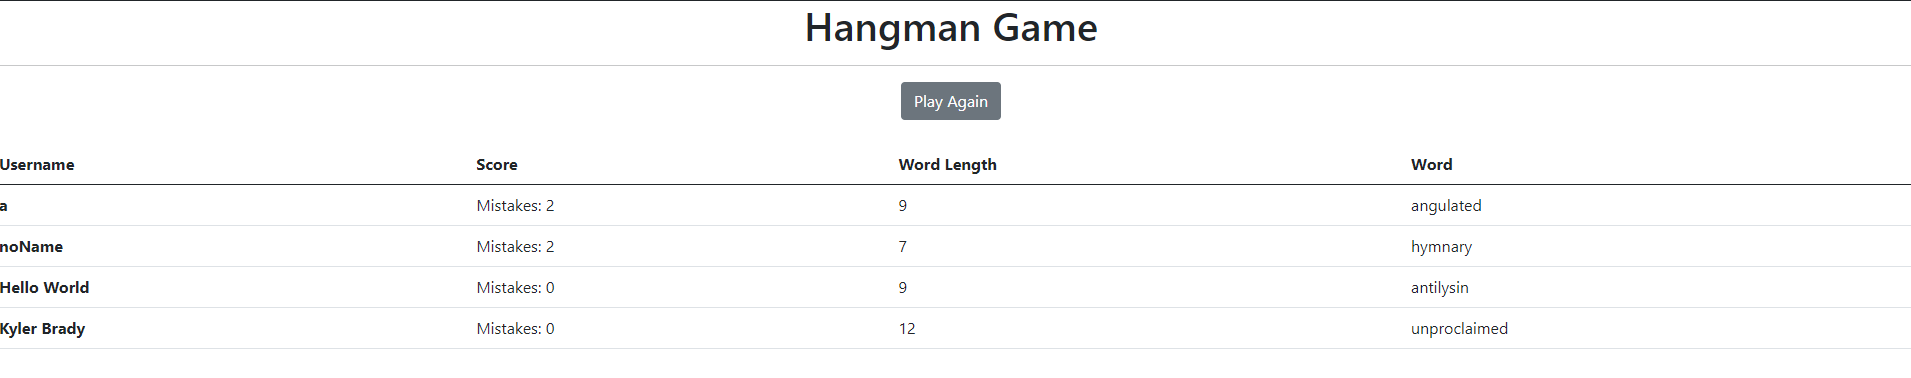 Hangman Game
Play Again
Username Score Word Length Word
a Mistakes: 2 9 angulated
noName Mistakes: 2 7 hymnary
Hello World Mistakes: 0 9 antilysin
Kyler Brady Mistakes: 0 12 unproclaimed